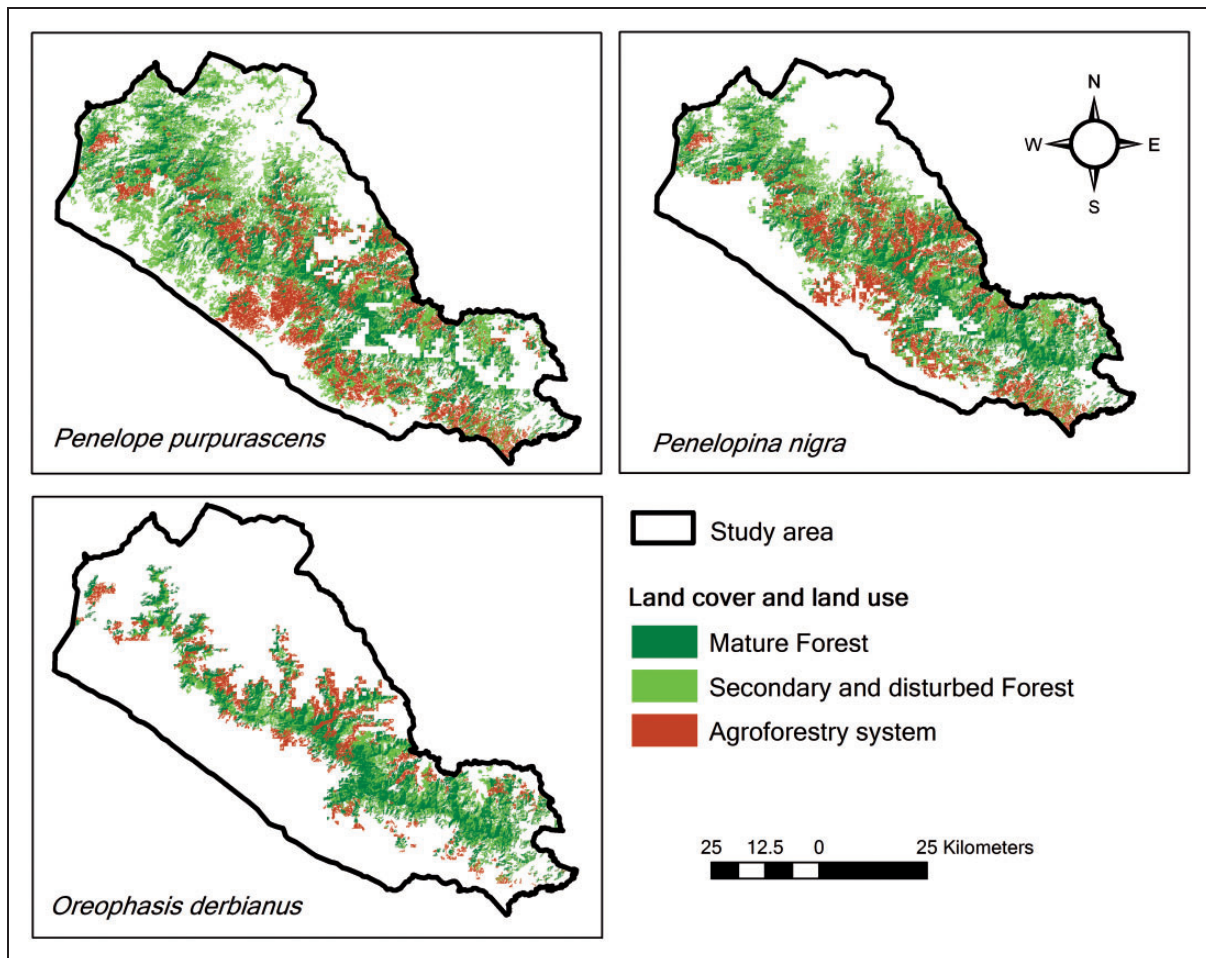 Penelope purpurascens
N
W
E
S
Penelopina nigra
Oreophasis derbianus
Study area
Land cover and land use
Mature Forest
Secondary and disturbed Forest
Agroforestry system
25 12.5 0 25 Kilometers